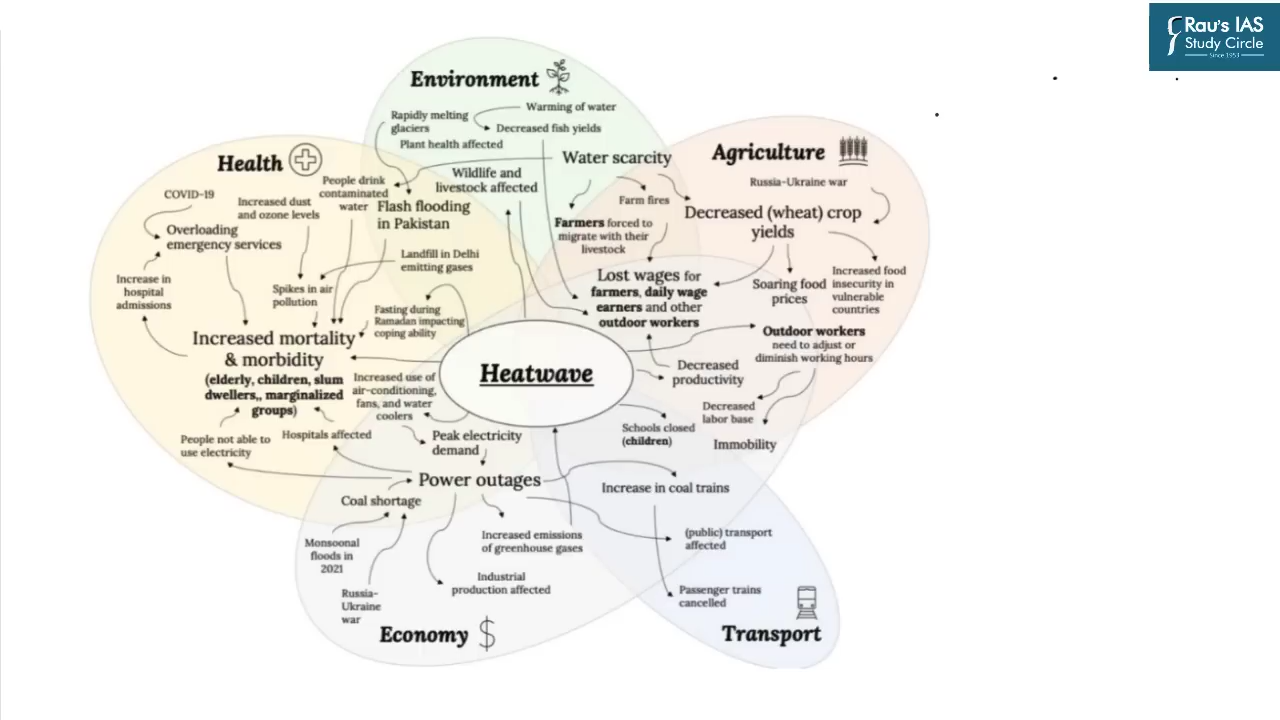 Rau's IAS
Study Circle
Since 1953
Environment
Rapidly melting
glaciers
Warming of water
Decreased fish yields
Plant health affected
Water scarcity
Wildlife and
livestock affected
Farm fires
Farmers forced to
migrate with their
livestock
Flash flooding
in Pakistan
Health
COVID-19
Increased dust
and ozone levels
People drink
contaminated
water
Overloading
emergency services
Landfill in Delhi
emitting gases
Increase in
hospital
admissions
Spikes in air
pollution
Fasting during
Ramadan impacting
coping ability
Increased mortality
& morbidity
(elderly, children, slum
dwellers,, marginalized
groups)
People not able to
use electricity
Hospitals affected
Agriculture
Russia-Ukraine war
Decreased (wheat) crop
yields
Lost wages for
farmers, daily wage
earners and other
outdoor workers
Soaring food
prices
Increased food
insecurity in
vulnerable
countries
Outdoor workers
need to adjust or
diminish working hours
Heatwave
Decreased
productivity
Decreased
labor base
Immobility
Schools closed
(children)
Increased use of
air-conditioning,
fans, and water
coolers
Peak electricity
demand
Power outages
Coal shortage
Monsoonal
floods in
2021
Russia-
Ukraine
war
Increased emissions
of greenhouse gases
Industrial
production affected
Economy $
Increase in coal trains
(public) transport
affected
Passenger trains
cancelled
Transport